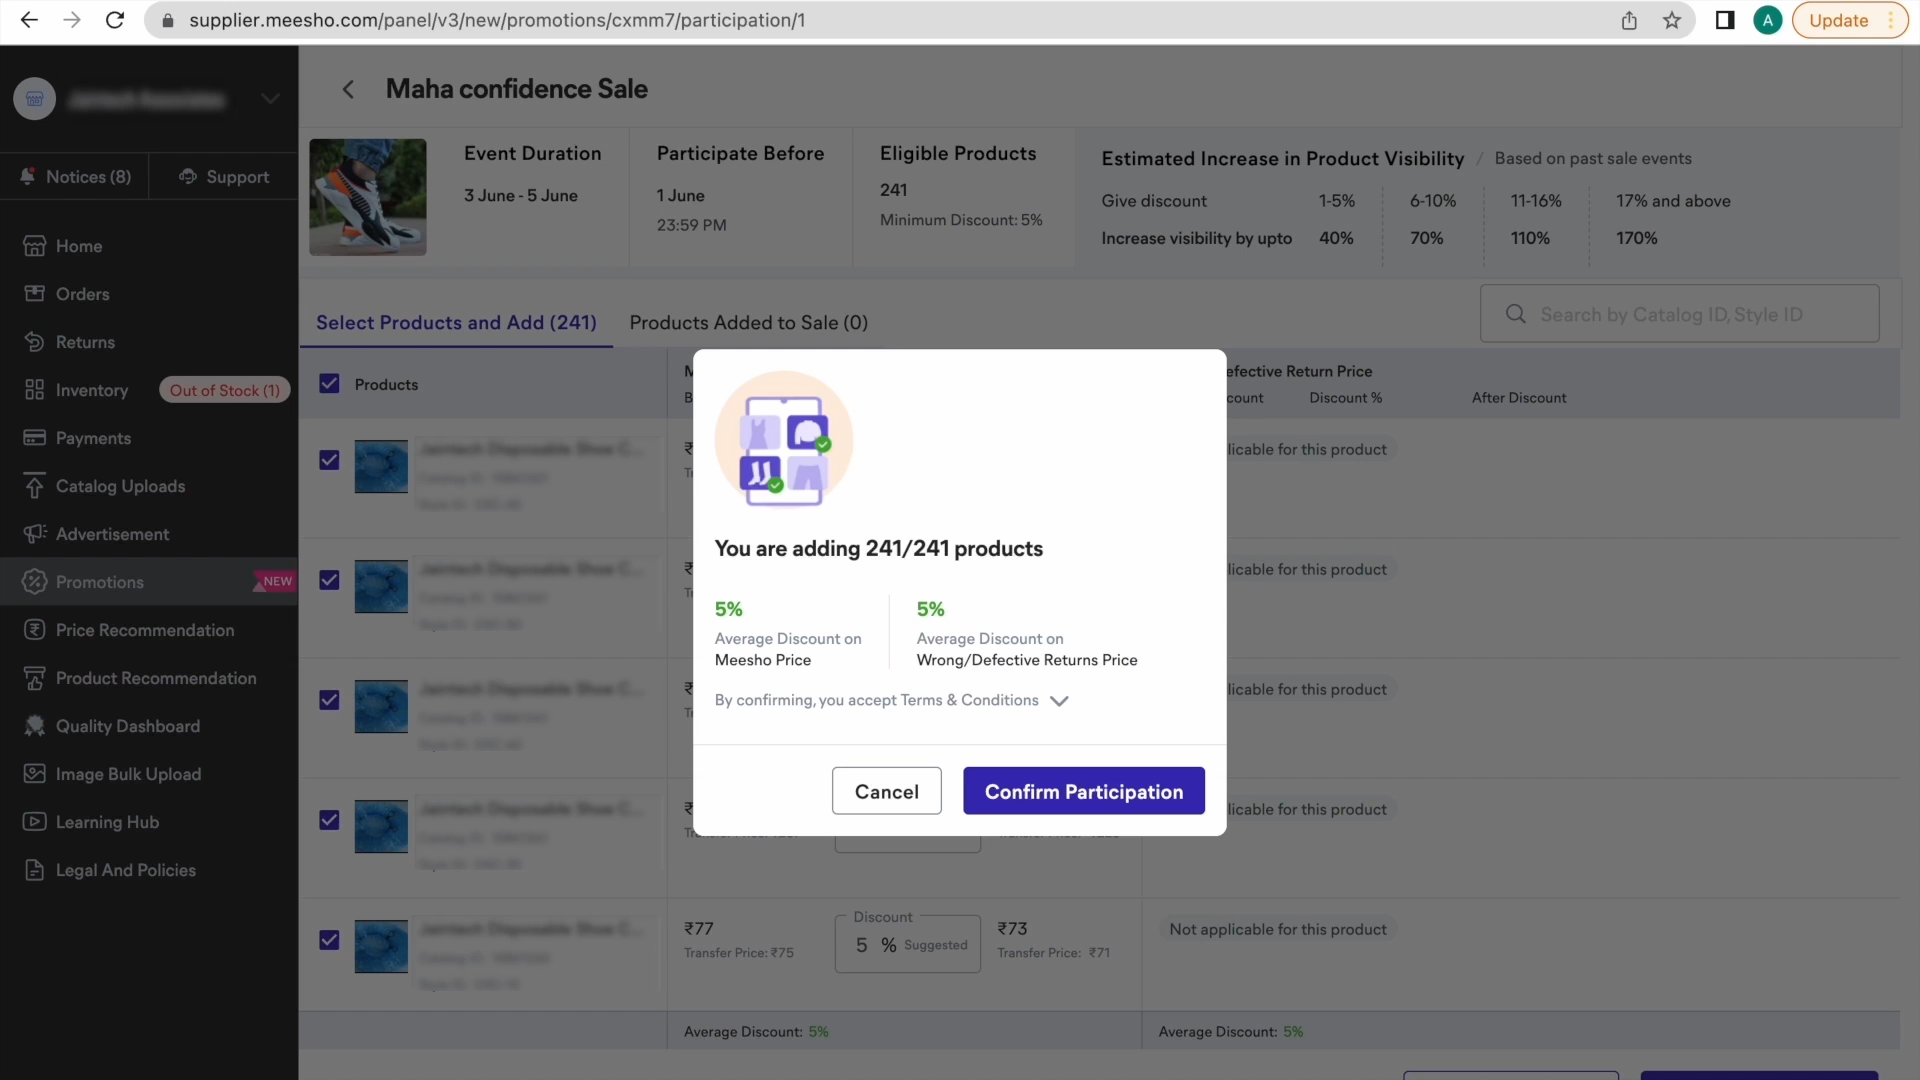 supplier.meesho.com/panel/v3/new/promotions/cxmm7/participation/1
A
Update
Notices (8)
Support
Home
Orders
Returns
Inventory
Out of Stock (1)
Payments
Catalog Uploads
Advertisement
Promotions
NEW
Price Recommendation
Product Recommendation
Quality Dashboard
Image Bulk Upload
Learning Hub
Legal And Policies
Maha confidence Sale
Event Duration
3 June - 5 June
Participate Before
1 June
23:59 PM
Eligible Products
241
Minimum Discount: 5%
Estimated Increase in Product Visibility / Based on past sale events
Give discount 1-5% 6-10% 11-16% 17% and above
Increase visibility by upto 40% 70% 110% 170%
Select Products and Add (241)
Products Added to Sale (0)
Search by Catalog ID, Style ID
Products
efective Return Price
count Discount % After Discount
licable for this product
licable for this product
licable for this product
licable for this product
You are adding 241/241 products
5%
Average Discount on
Meesho Price
5%
Average Discount on
Wrong/Defective Returns Price
By confirming, you accept Terms & Conditions
Cancel
Confirm Participation
₹77
Transfer Price: ₹75
Discount
5 % Suggested
₹73
Transfer Price: ₹71
Not applicable for this product
Average Discount: 5%
Average Discount: 5%